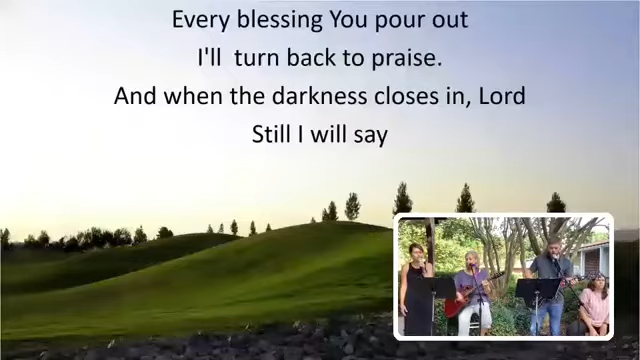 Every blessing You pour out
I'll  turn back to praise.
And when the darkness closes in, Lord
Still I will say